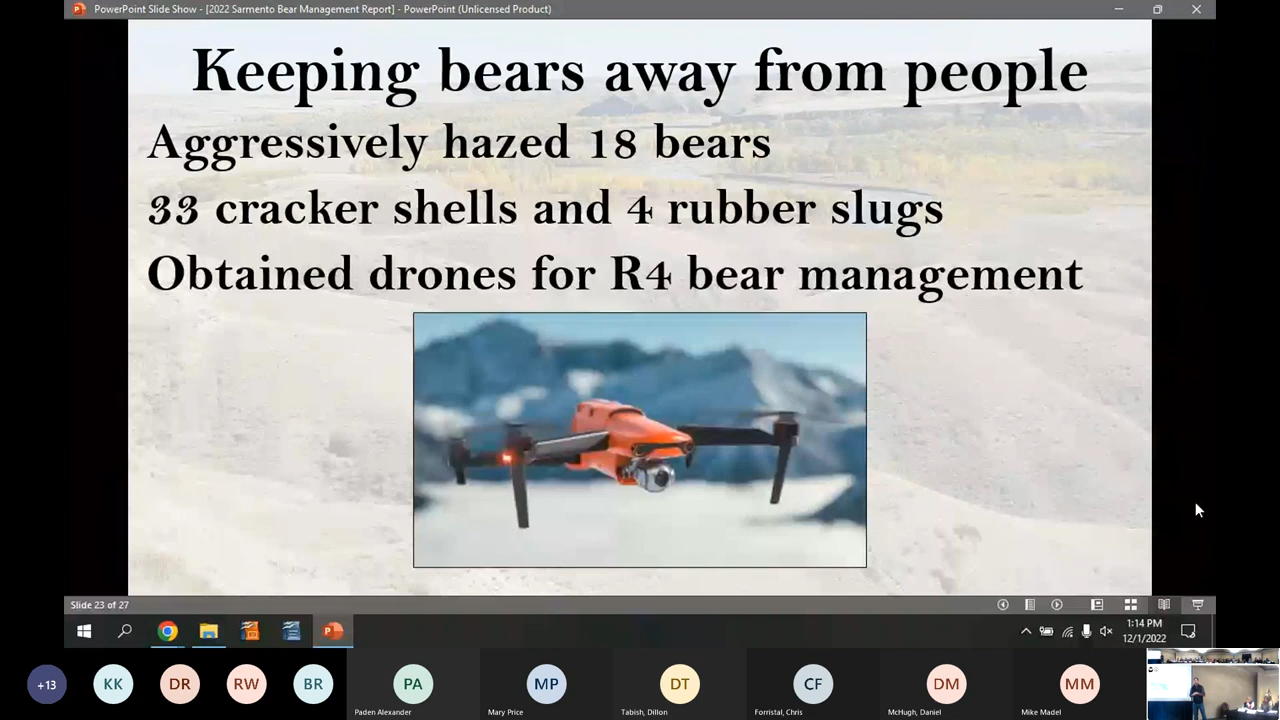 PowerPoint Slide Show - [2022 Sarmento Bear Management Report] - PowerPoint (Unlicensed Product)
Keeping bears away from people
Aggressively hazed 18 bears
33 cracker shells and 4 rubber slugs
Obtained drones for R4 bear management
Slide 23 of 27
1:14 PM
12/1/2022
+13
KK
DR
RW
BR
PA
MP
DT
CF
DM
MM
Paden Alexander
Mary Price
Tabish, Dillon
Forristal, Chris
McHugh, Daniel
Mike Madel